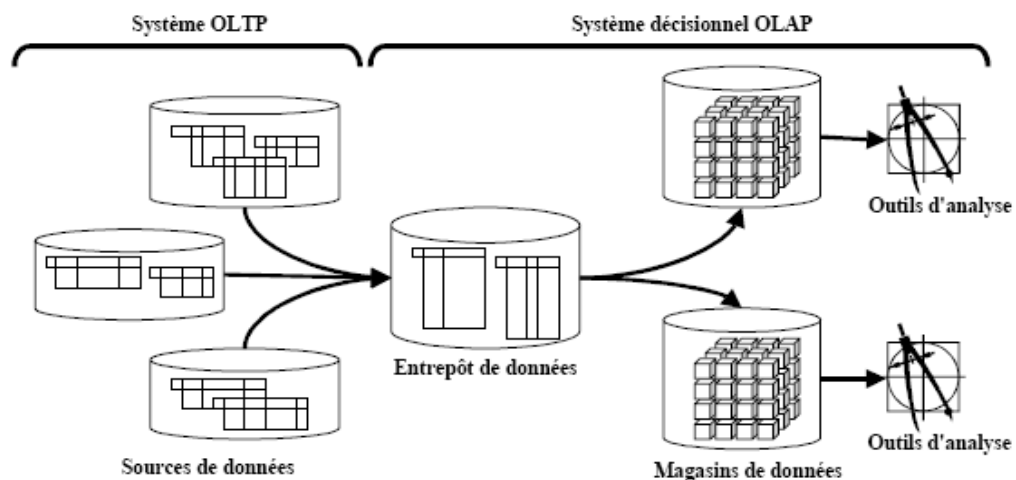 Système OLTP
Système décisionnel OLAP
Outils d'analyse
Entrepôt de données
Outils d'analyse
Sources de données
Magasins de données